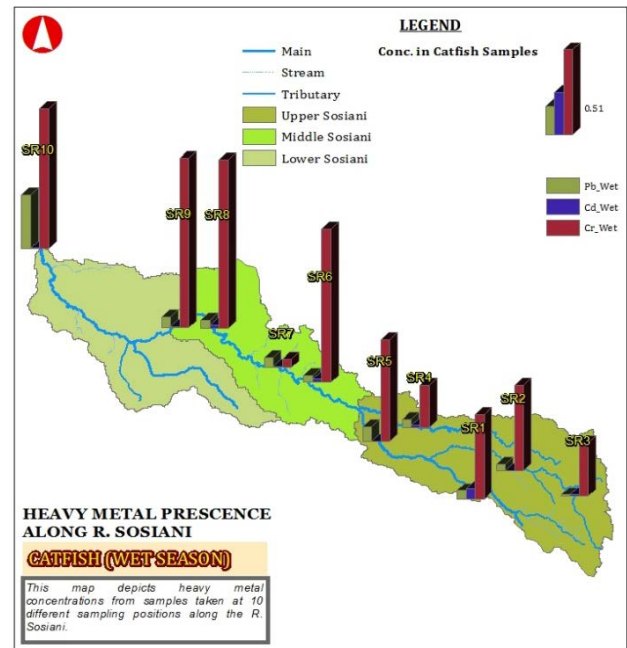 LEGEND
Conc. in Catfish Samples
Main
Stream
Tributary
Upper Sosiani
Middle Sosiani
Lower Sosiani
0.51
Pb_Wet
Cd_Wet
Cr_Wet
SR10
SR9
SR8
SR6
SR7
SR5
SR4
SR2
SR1
SR3
HEAVY METAL PRESCENCE
ALONG R. SOSIANI
CATFISH (WET SEASON)
This map depicts heavy metal
concentrations from samples taken at 10
different sampling positions along the R.
Sosiani.